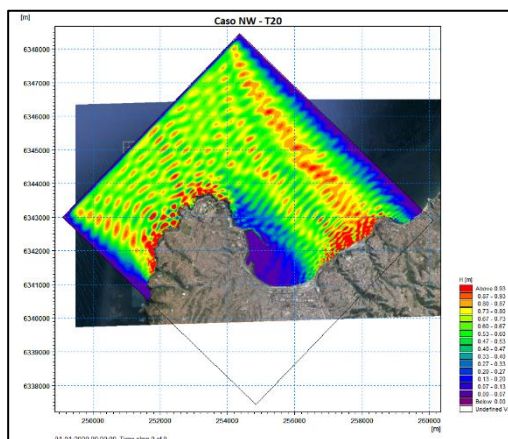 Caso NW - T20
[m]
6348000
6347000
6346000
6345000
6344000
6343000
6342000
6341000
6340000
6339000
6338000
250000
252000
254000
256000
258000
260000
[m]
H [m]
Above 0.93
0.87 - 0.93
0.80 - 0.87
0.73 - 0.80
0.67 - 0.73
0.60 - 0.67
0.53 - 0.60
0.47 - 0.53
0.40 - 0.47
0.33 - 0.40
0.27 - 0.33
0.20 - 0.27
0.13 - 0.20
0.07 - 0.13
0.00 - 0.07
Below 0.00
Undefined V